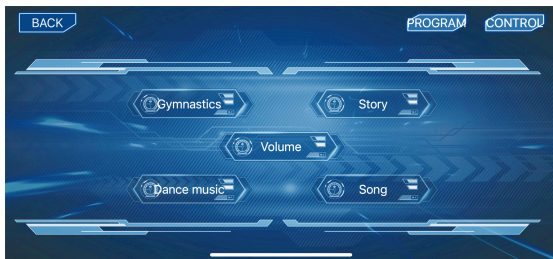 BACK
PROGRAM
CONTROL
Gymnastics
Story
Volume
Dance music
Song